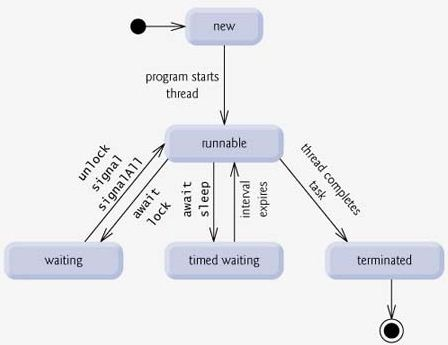 new
program starts
thread
runnable
unlock
signal
signalAll
await
lock
await
sleep
interval
expires
thread completes
task
waiting
timed waiting
terminated